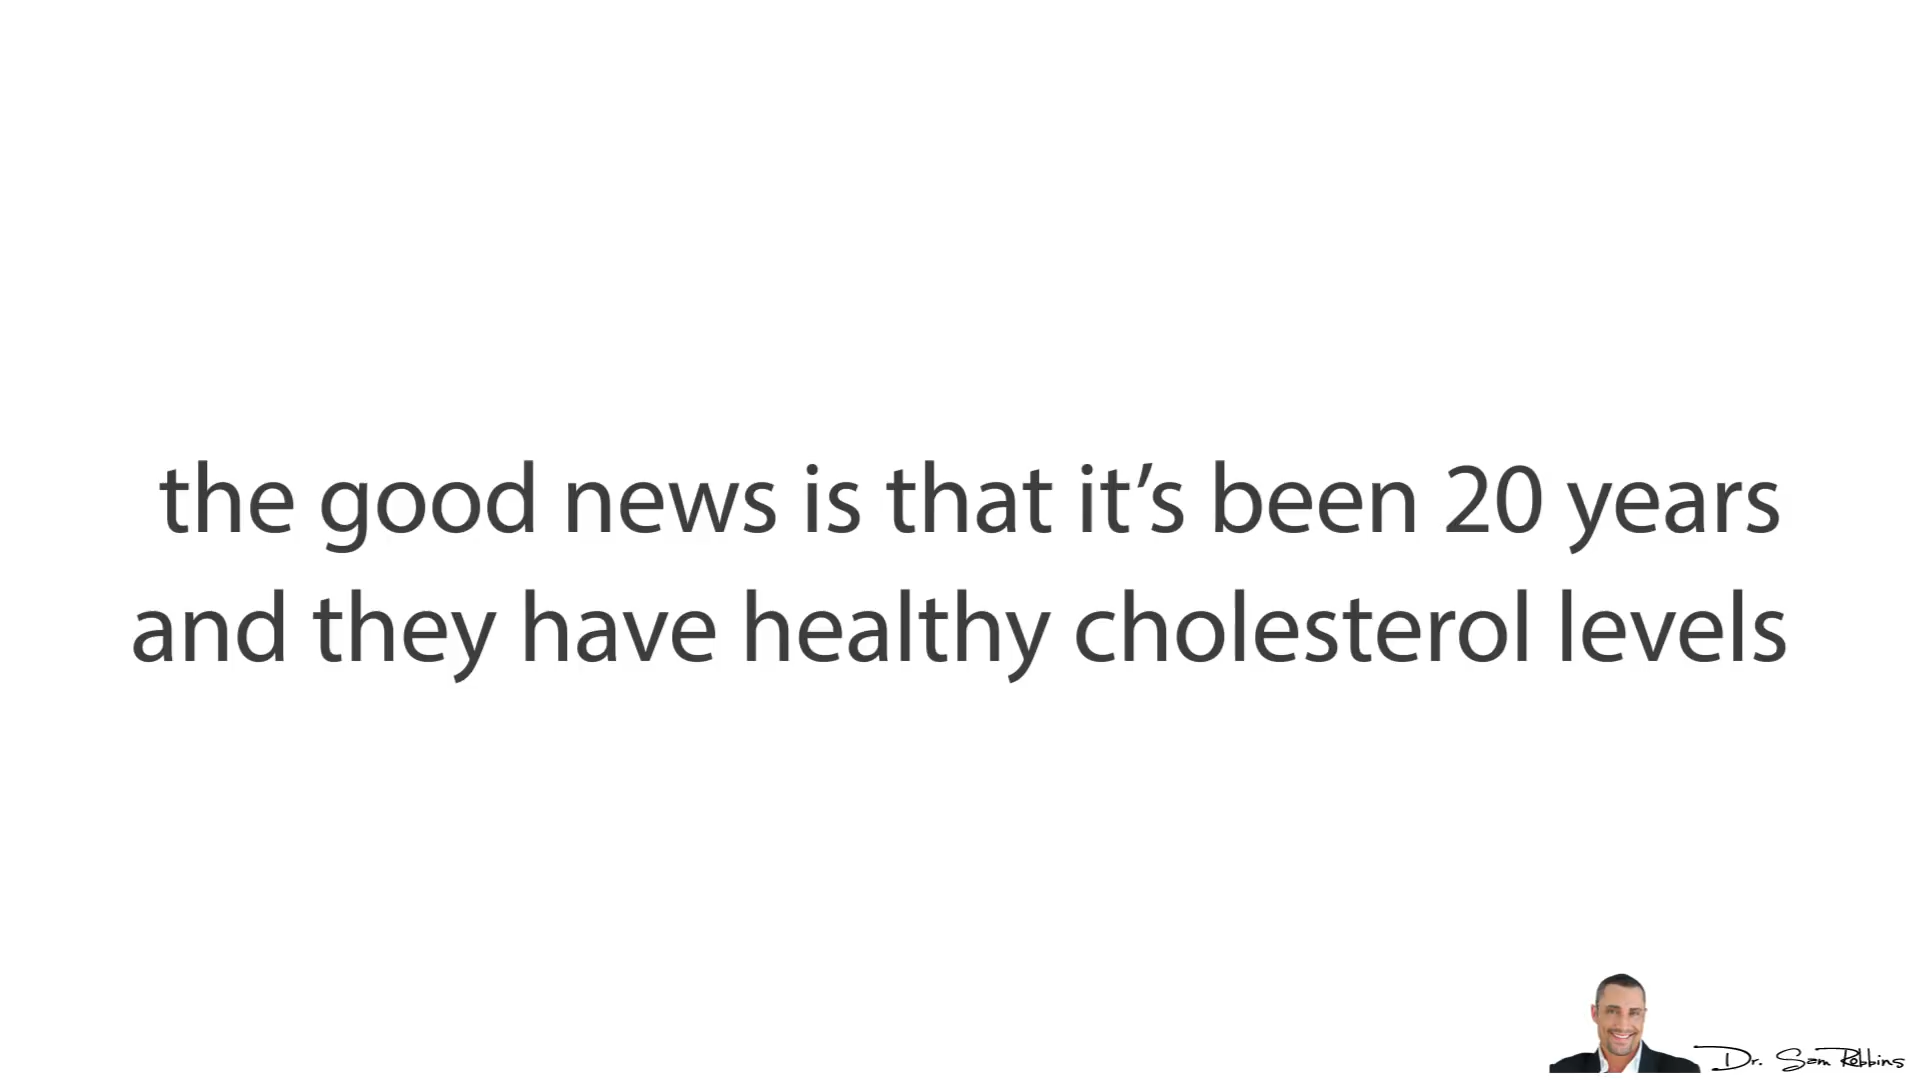 the good news is that it’s been 20 years
and they have healthy cholesterol levels
Dr. Sam Robbins